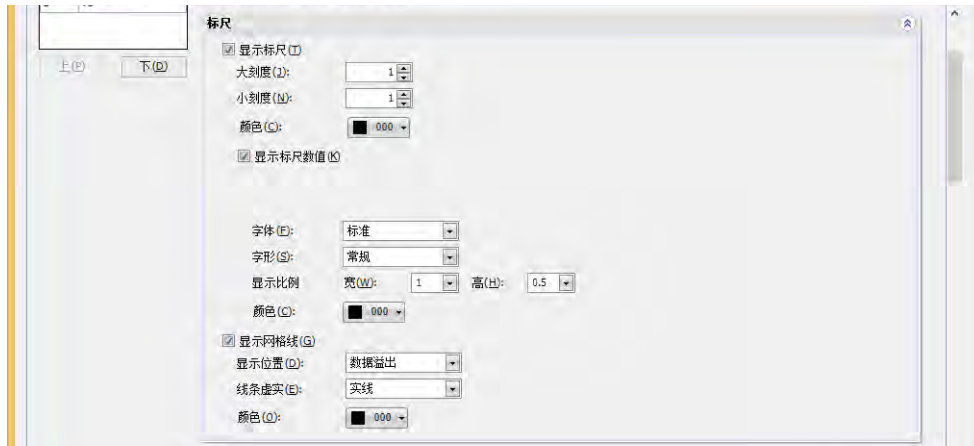 标尺
上(P) 下(D)
显示标尺(T)
大刻度(J): 1
小刻度(N): 1
颜色(C): 000
显示标尺数值(K)
字体(F): 标准
字形(S): 常规
显示比例 宽(W): 1 高(H): 0.5
颜色(C): 000
显示网格线(G)
显示位置(D): 数据溢出
线条虚实(E): 实线
颜色(O): 000